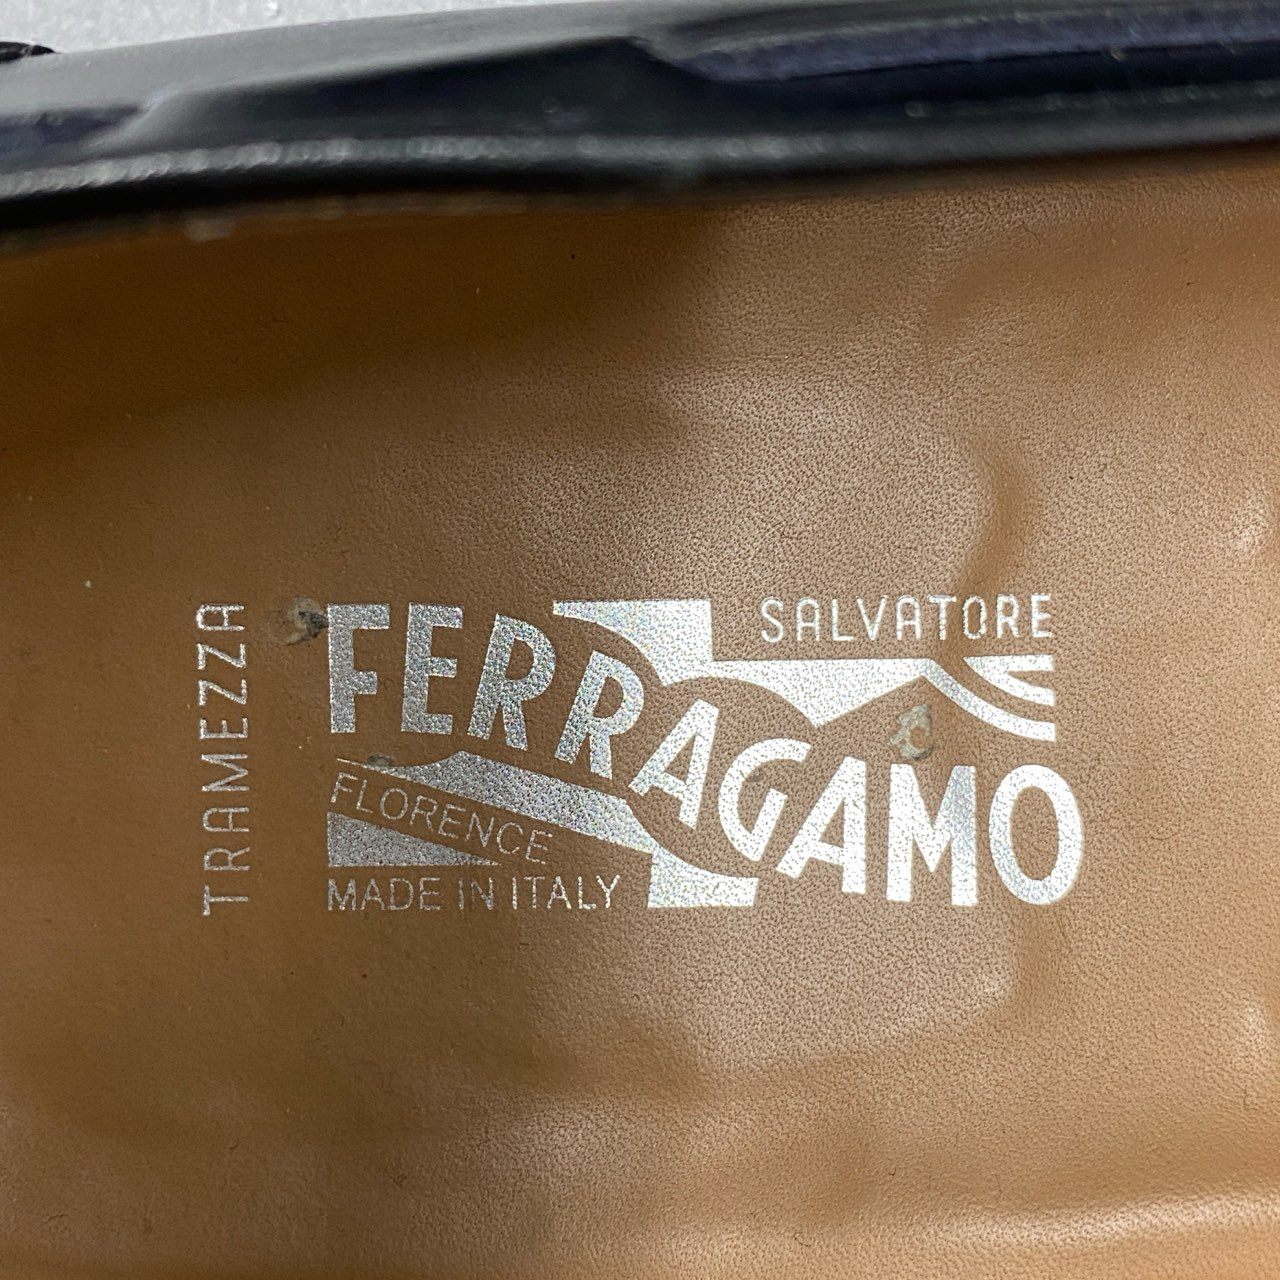 TRAMEZZA
SALVATORE
FERRAGAMO
FLORENCE
MADE IN ITALY